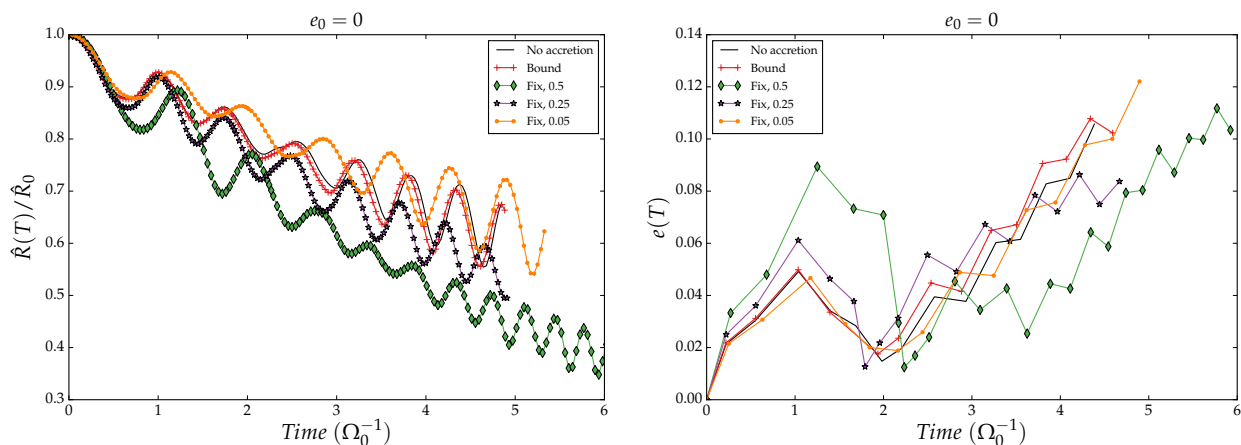 e₀ = 0
1.0
0.9
0.8
0.7
0.6
0.5
0.4
0.3
R̂(T)/R̂₀
0 1 2 3 4 5 6
Time (Ω₀⁻¹)
No accretion
Bound
Fix, 0.5
Fix, 0.25
Fix, 0.05
e₀ = 0
0.14
0.12
0.10
0.08
0.06
0.04
0.02
0.00
e(T)
0 1 2 3 4 5 6
Time (Ω₀⁻¹)
No accretion
Bound
Fix, 0.5
Fix, 0.25
Fix, 0.05